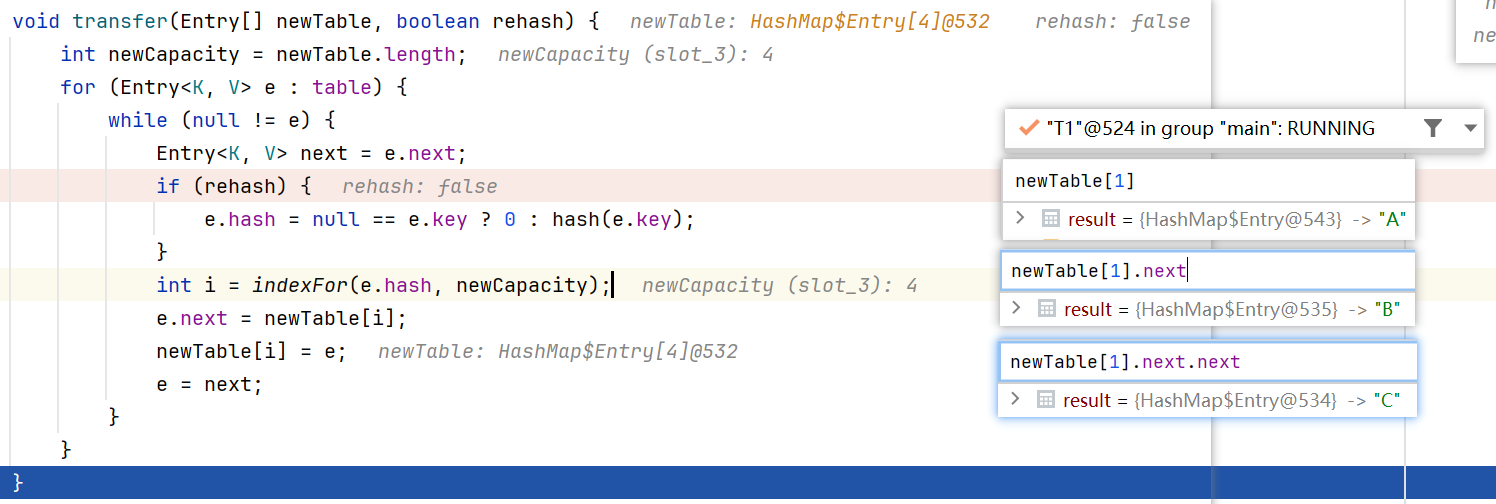 void transfer(Entry[] newTable, boolean rehash) {   newTable: HashMap$Entry[4]@532    rehash: false
    int newCapacity = newTable.length;   newCapacity (slot_3): 4
    for (Entry<K, V> e : table) {
        while (null != e) {
            Entry<K, V> next = e.next;
            if (rehash) {   rehash: false
                e.hash = null == e.key ? 0 : hash(e.key);
            }
            int i = indexFor(e.hash, newCapacity);   newCapacity (slot_3): 4
            e.next = newTable[i];
            newTable[i] = e;   newTable: HashMap$Entry[4]@532
            e = next;
        }
    }
}
ne
"T1"@524 in group "main": RUNNING
newTable[1]
result = {HashMap$Entry@543} -> "A"
newTable[1].next
result = {HashMap$Entry@535} -> "B"
newTable[1].next.next
result = {HashMap$Entry@534} -> "C"